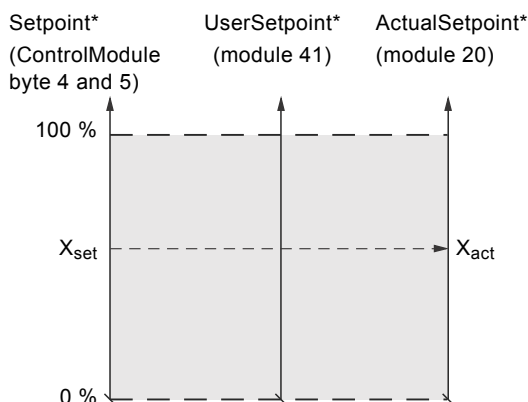 Setpoint*
(ControlModule
byte 4 and 5)
UserSetpoint*
(module 41)
ActualSetpoint*
(module 20)
100 %
Xset
Xact
0 %